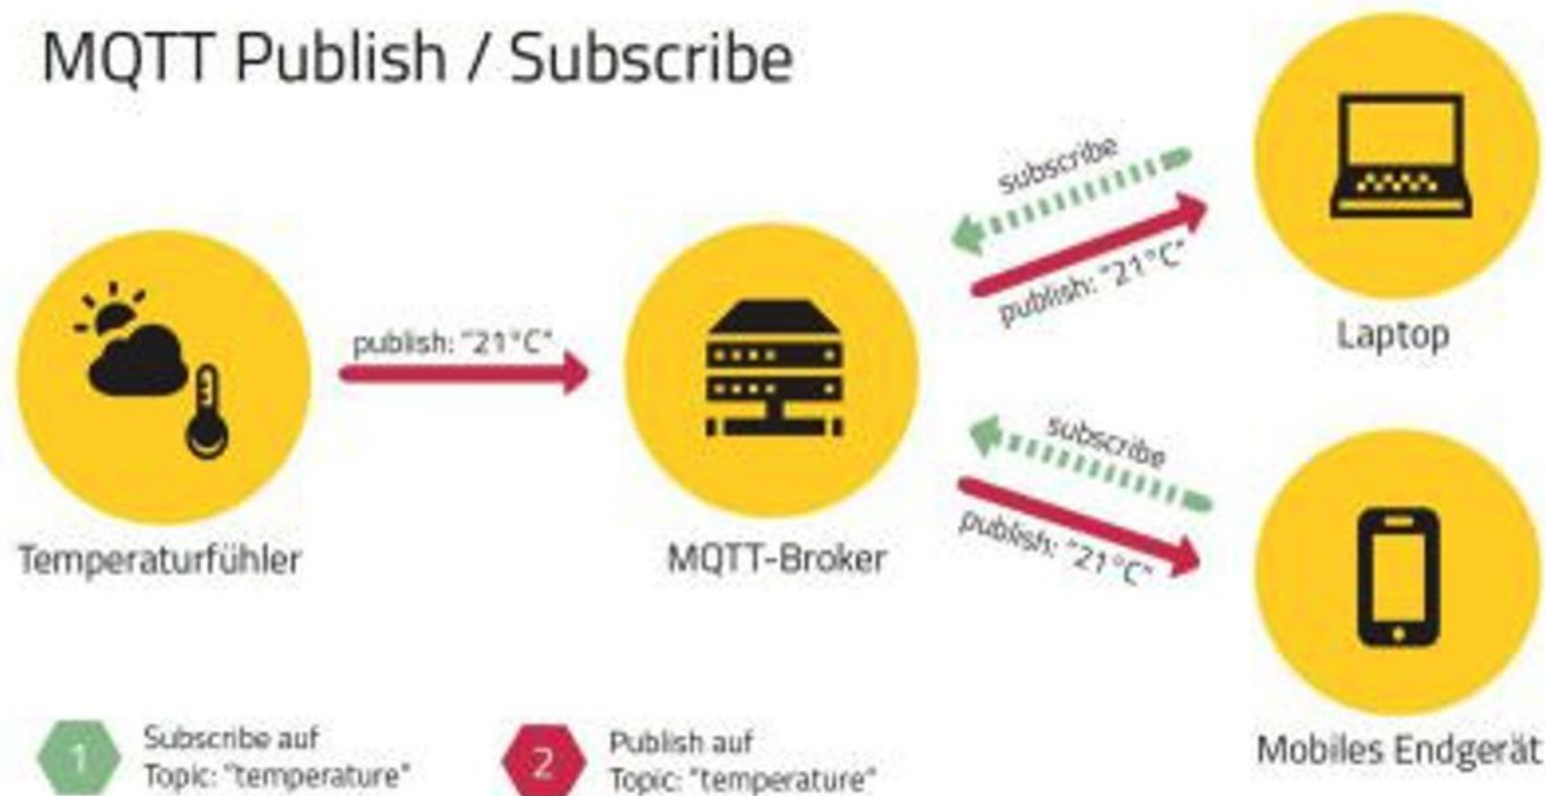 MQTT Publish / Subscribe
subscribe
publish: "21°C"
Laptop
publish: "21°C"
Temperaturfühler
MQTT-Broker
subscribe
publish: "21°C"
Mobiles Endgerät
1
Subscribe auf
Topic: "temperature"
2
Publish auf
Topic: "temperature"